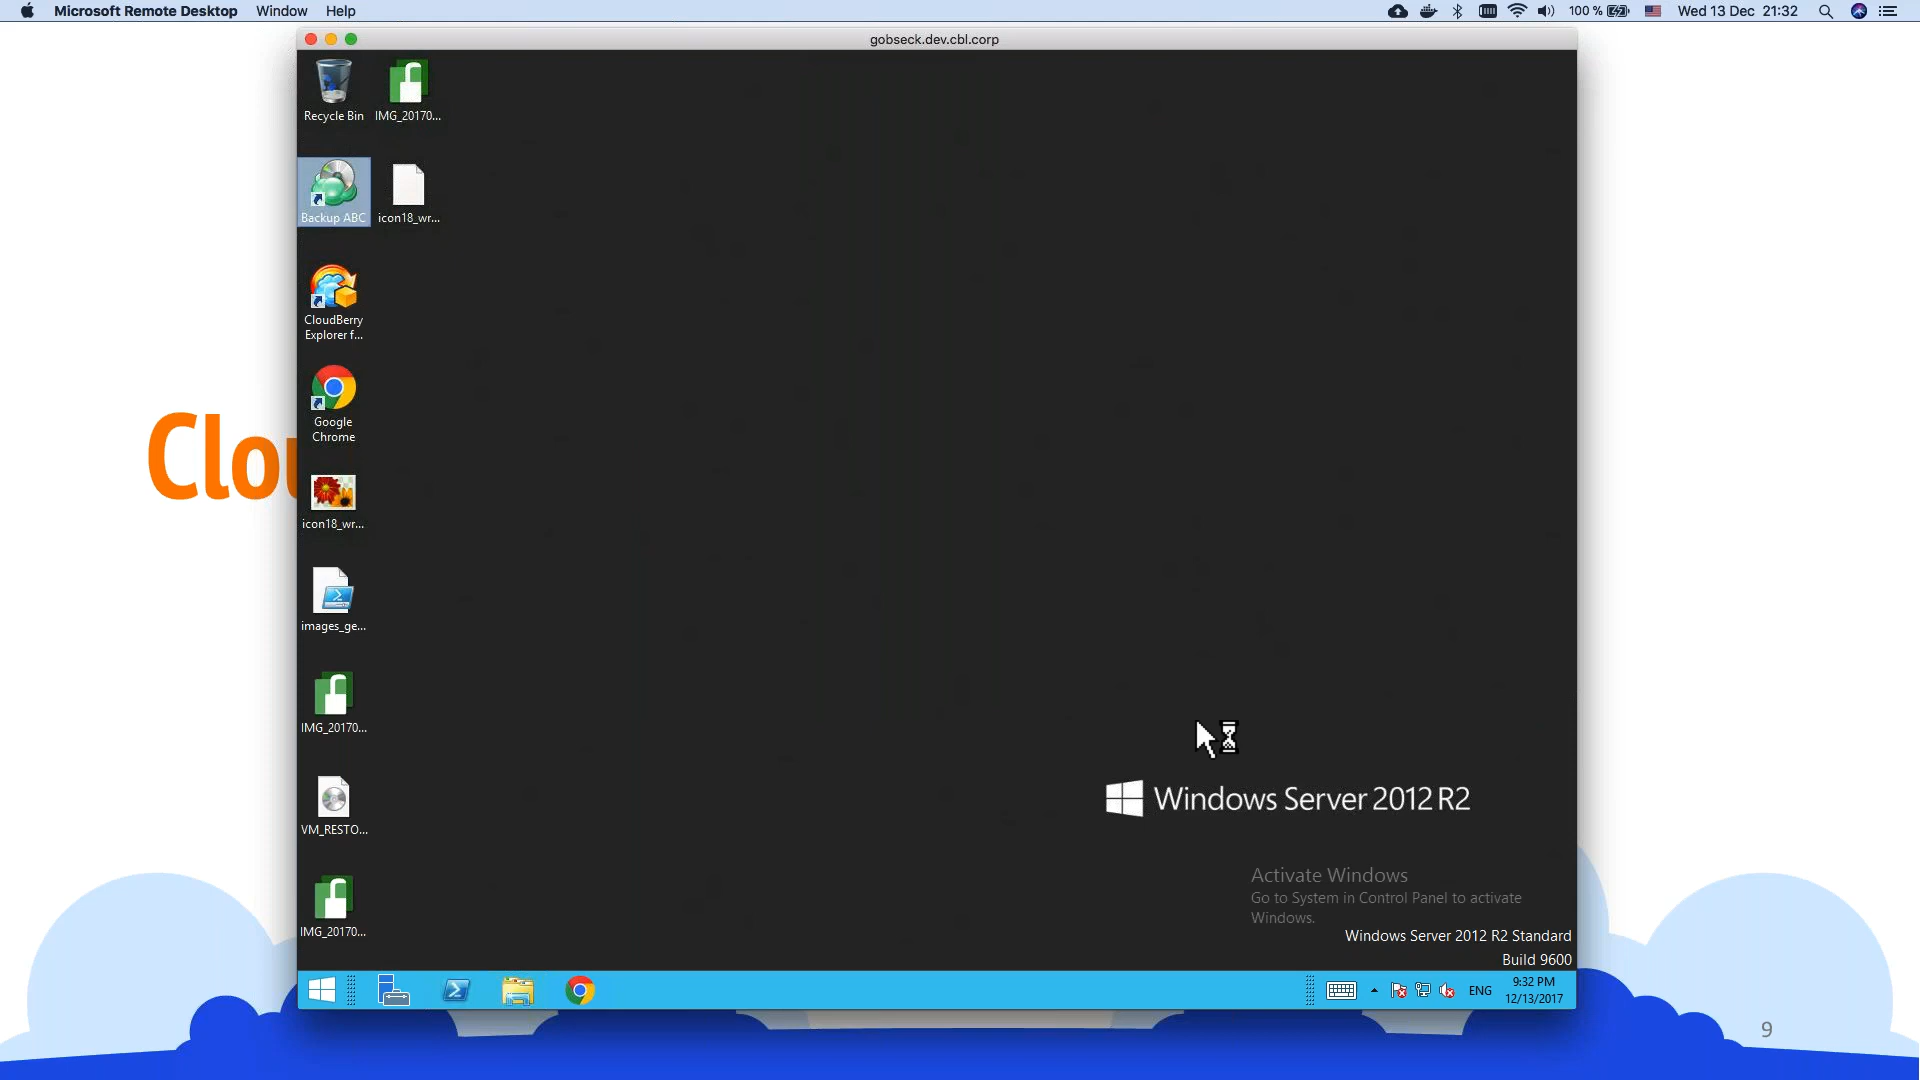 Microsoft Remote Desktop Window Help
100 % Wed 13 Dec 21:32
gobseck.dev.cbl.corp
Recycle Bin
IMG_20170...
Backup ABC
icon18_wr...
CloudBerry
Explorer f...
Google
Chrome
icon18_wr...
images_ge...
IMG_20170...
VM_RESTO...
IMG_20170...
Clou
Windows Server 2012 R2
Activate Windows
Go to System in Control Panel to activate
Windows.
Windows Server 2012 R2 Standard
Build 9600
ENG
9:32 PM
12/13/2017
9